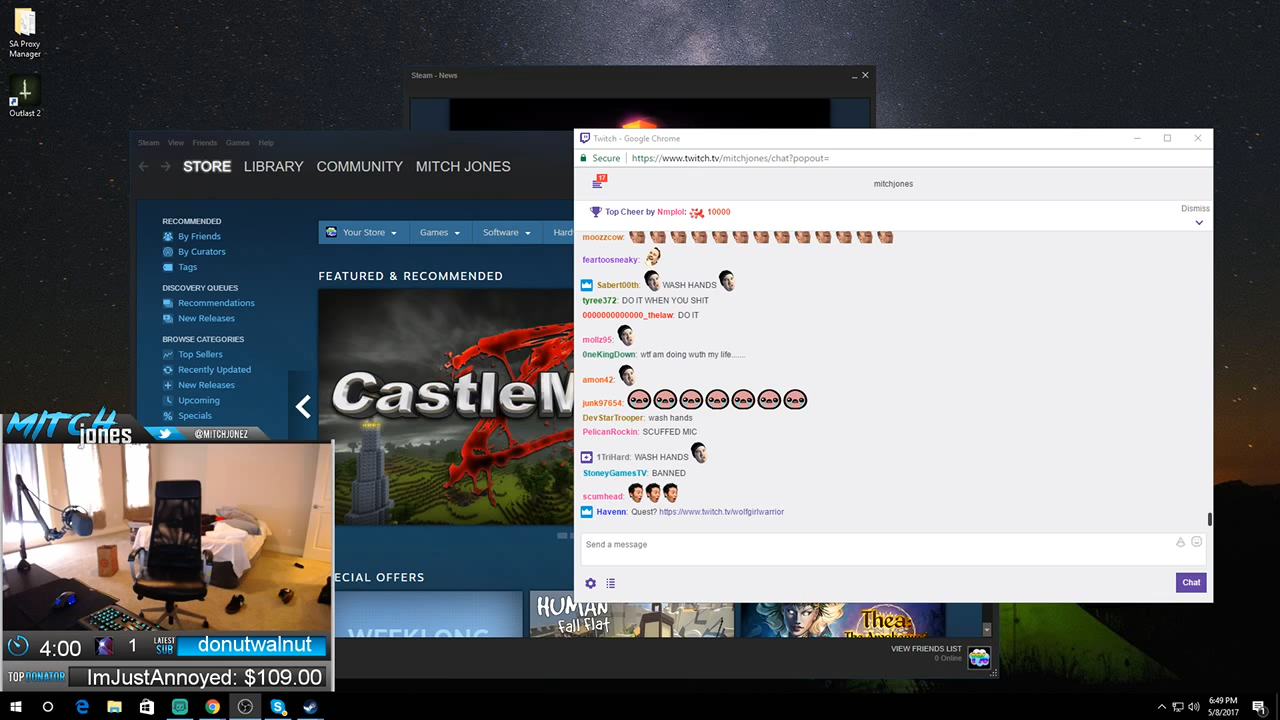 SA Proxy
Manager
Outlast 2
Steam - News
Steam View Friends Games Help
STORE LIBRARY COMMUNITY MITCH JONES
RECOMMENDED
By Friends
By Curators
Tags
DISCOVERY QUEUES
Recommendations
New Releases
BROWSE CATEGORIES
Top Sellers
Recently Updated
New Releases
Upcoming
Specials
Your Store Games Software Hard
FEATURED & RECOMMENDED
CastleM
ECIAL OFFERS
WEEKLONG
HUMAN
Fall Flat
Thea
The Awakening
VIEW FRIENDS LIST
0 Online
Twitch - Google Chrome
Secure https://www.twitch.tv/mitchjones/chat?popout=
17
mitchjones
Top Cheer by Nmplol: 10000
Dismiss
moozzcow:
feartoosneaky:
Sabert00th: WASH HANDS
tyree372: DO IT WHEN YOU SHIT
0000000000000_thelaw: DO IT
mollz95:
0neKingDown: wtf am doing wuth my life.......
amon42:
junk97654:
DevStarTrooper: wash hands
PelicanRockin: SCUFFED MIC
1TriHard: WASH HANDS
StoneyGamesTV: BANNED
scumhead:
Havenn: Quest? https://www.twitch.tv/wolfgirlwarrior
Send a message
Chat
MITCH
jones
@MITCHJONEZ
4:00 1 LATEST SUB donutwalnut
TOP DONATOR ImJustAnnoyed: $109.00
6:49 PM
5/8/2017
1